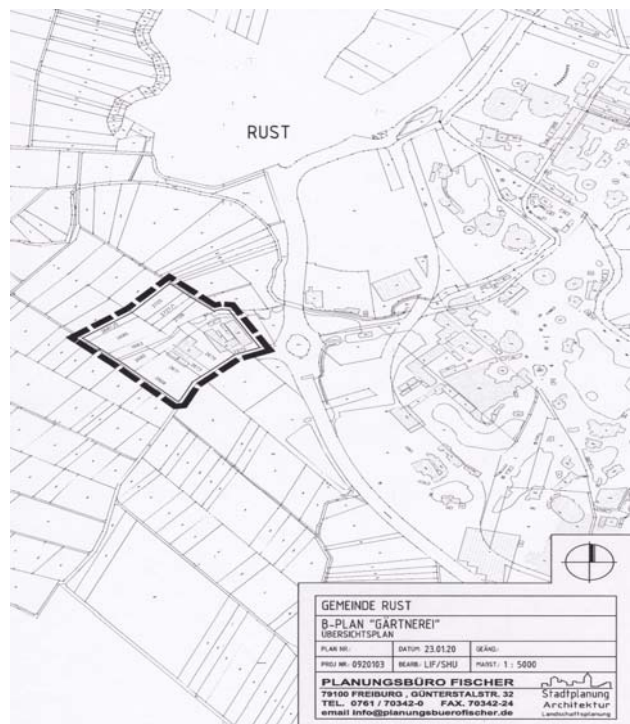 RUST
GEMEINDE RUST
B-PLAN "GÄRTNEREI"
ÜBERSICHTSPLAN
PLAN NR.: DATUM: 23.01.20 GEÄND.:
PROJ NR.: 0920103 BEARB.: LIF/SHU MASST.: 1 : 5000
PLANUNGSBÜRO FISCHER
79100 FREIBURG , GÜNTERSTALSTR. 32
TEL. 0761 / 70342-0 FAX. 70342-24
email info@planungsbuerofischer.de
Stadtplanung
Architektur
Landschaftsplanung